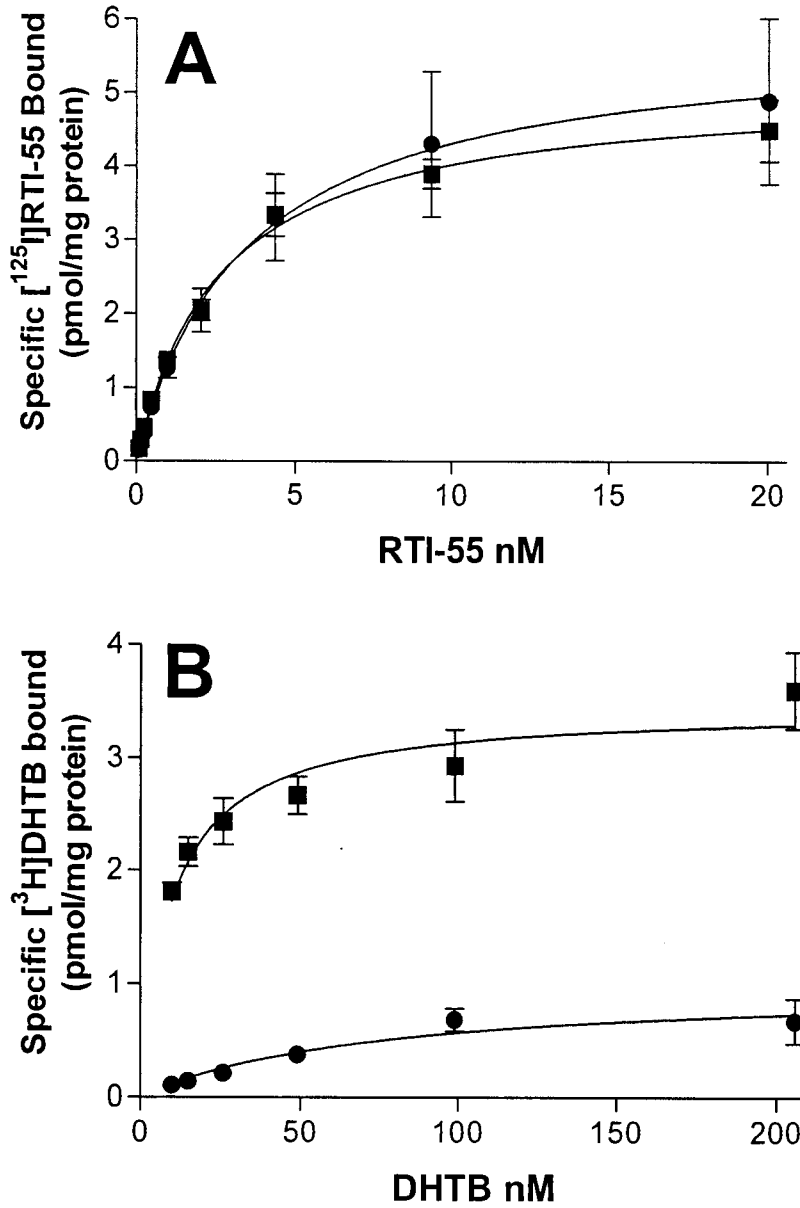 A
Specific [¹²⁵I]RTI-55 Bound
(pmol/mg protein)
6
5
4
3
2
1
0
0 5 10 15 20
RTI-55 nM
B
Specific [³H]DHTB bound
(pmol/mg protein)
4
3
2
1
0
0 50 100 150 200
DHTB nM